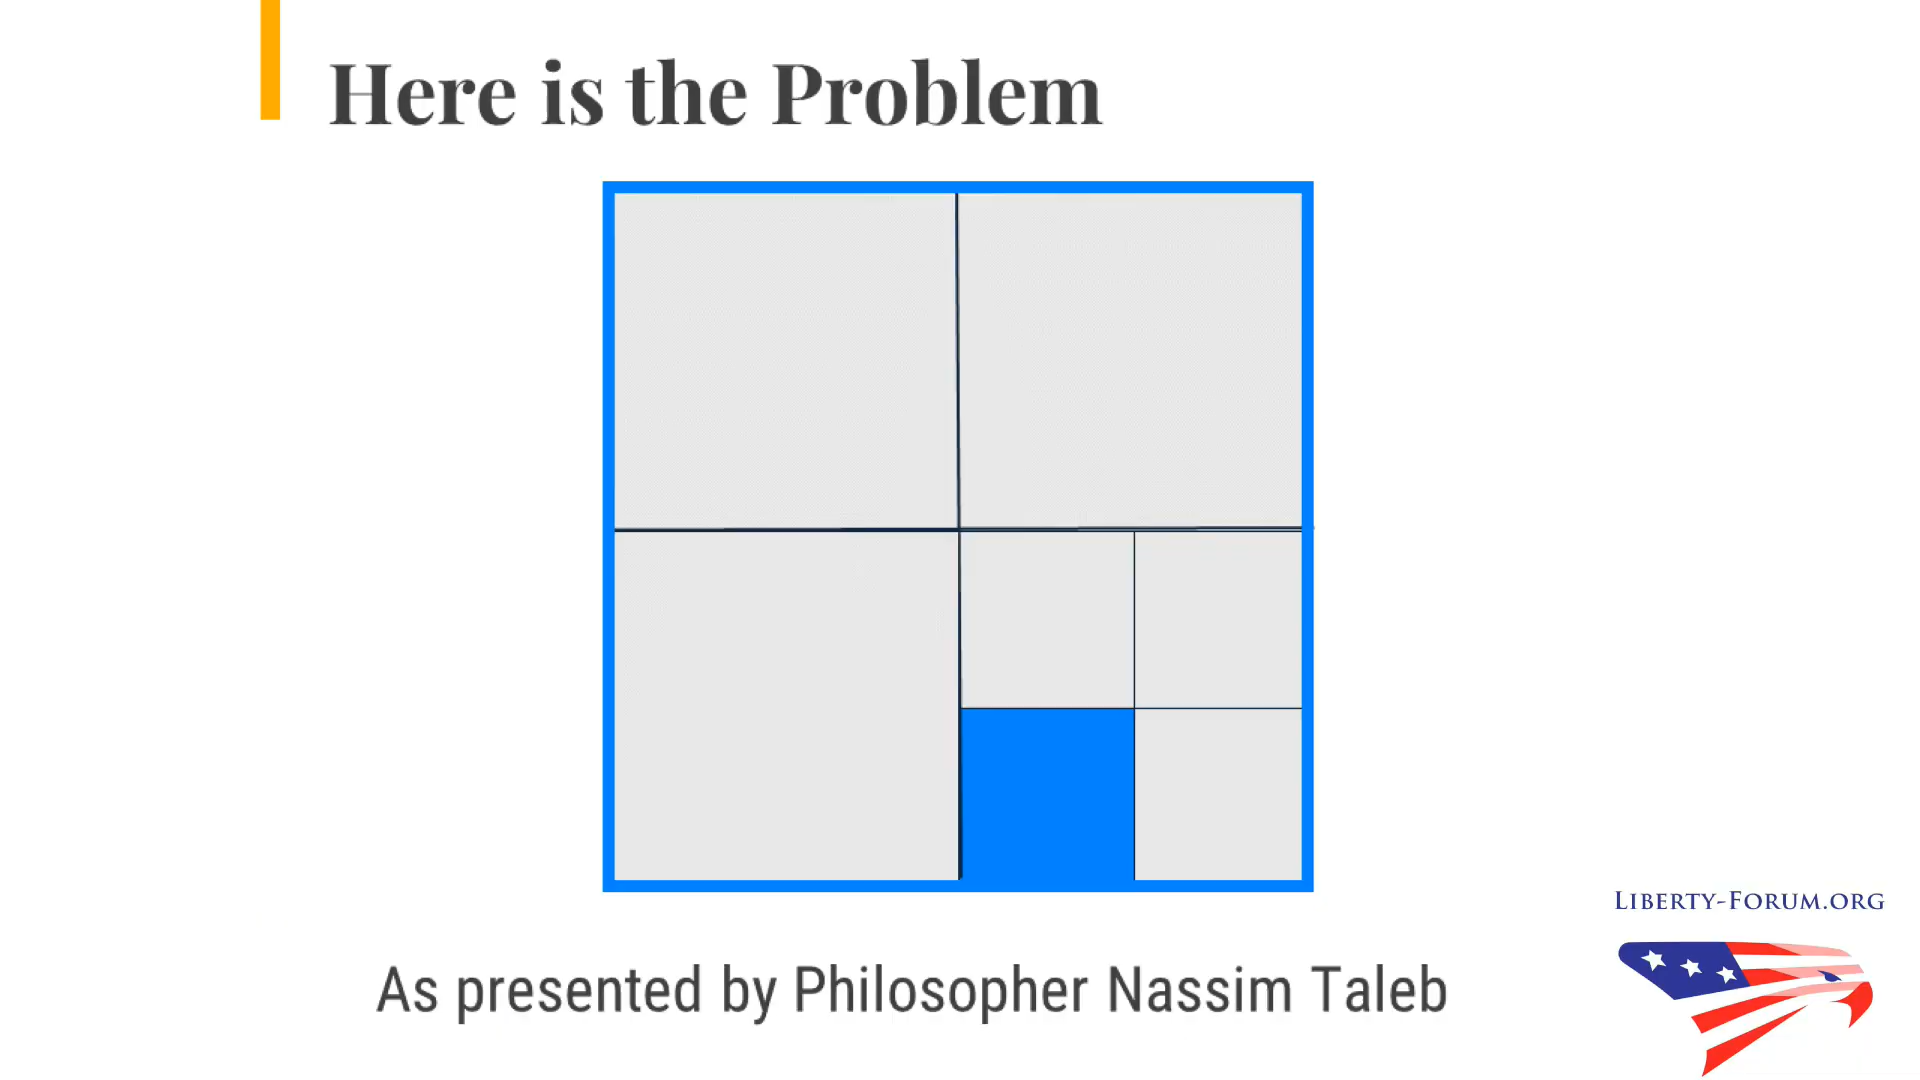 Here is the Problem
As presented by Philosopher Nassim Taleb
Liberty-Forum.org